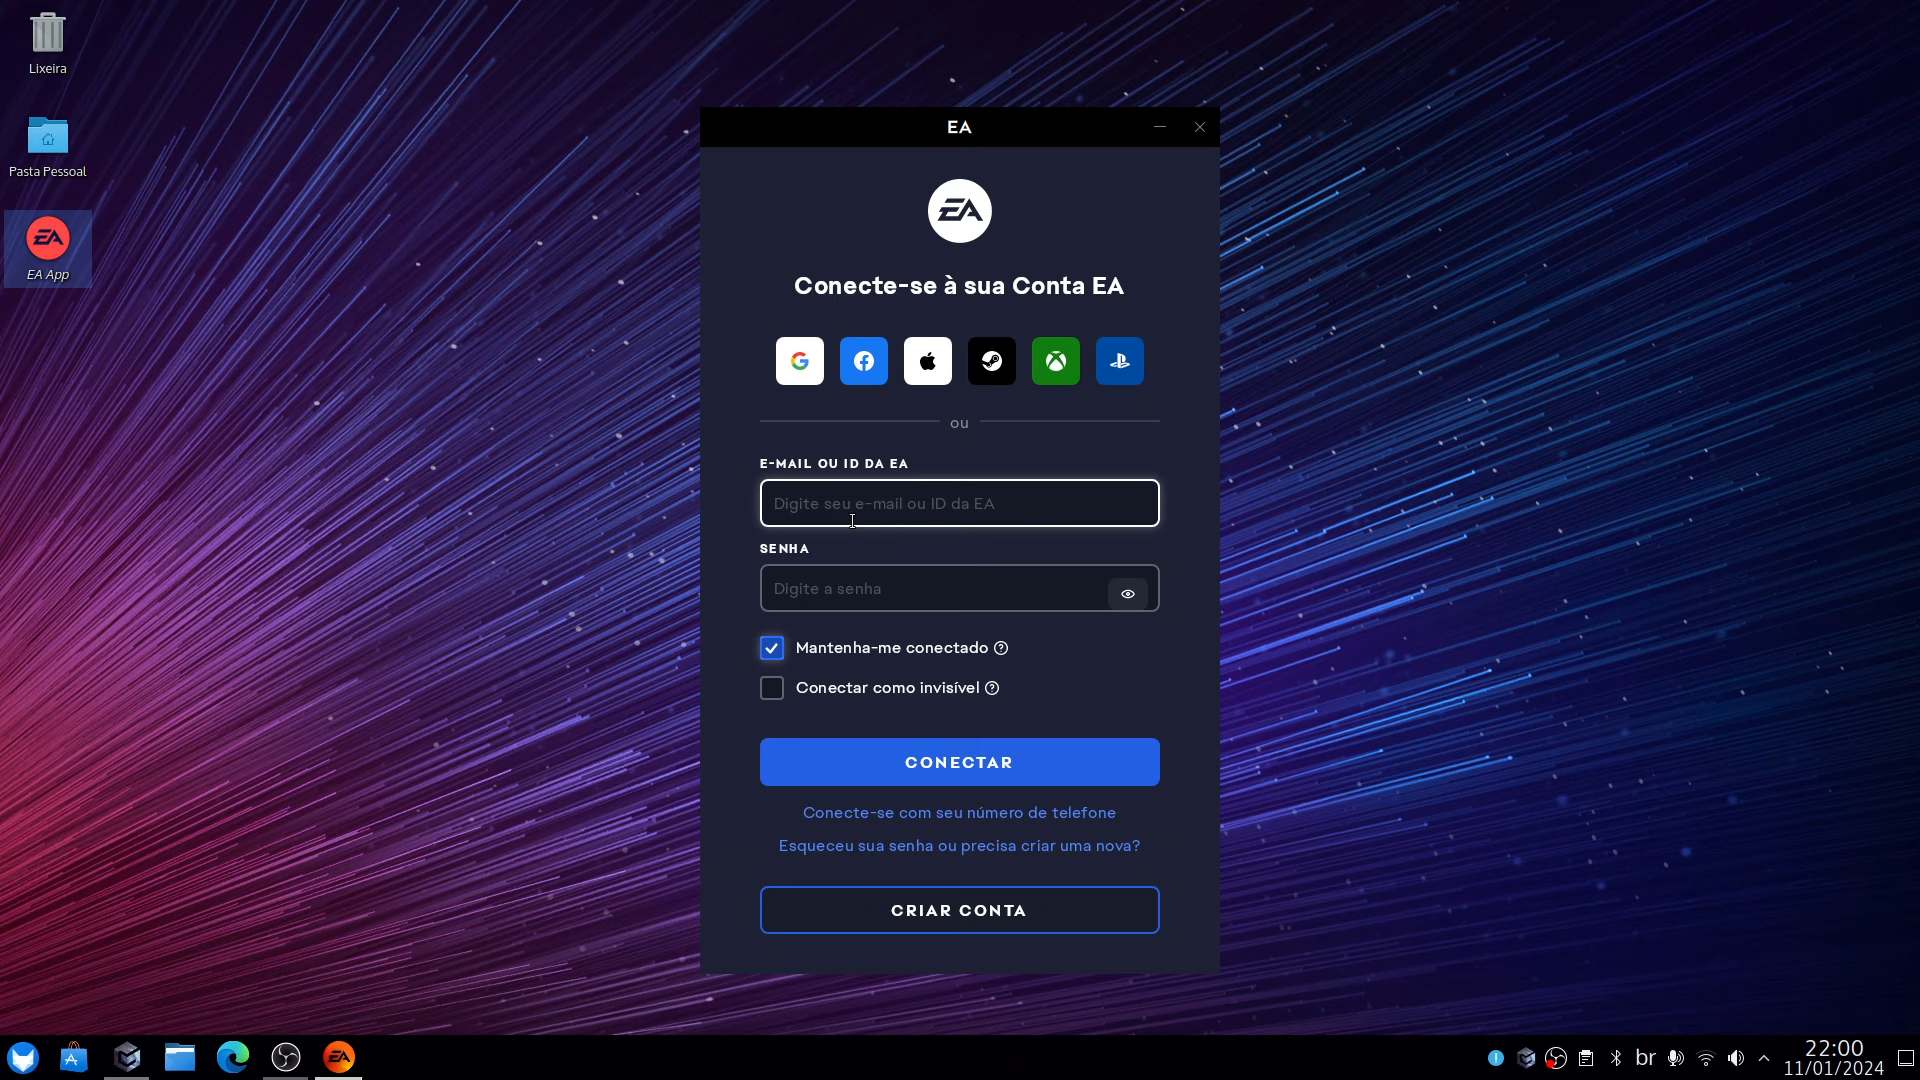 Lixeira
Pasta Pessoal
EA
EA App
EA
EA
Conecte-se à sua Conta EA
ou
E-MAIL OU ID DA EA
Digite seu e-mail ou ID da EA
SENHA
Digite a senha
Mantenha-me conectado
Conectar como invisível
CONECTAR
Conecte-se com seu número de telefone
Esqueceu sua senha ou precisa criar uma nova?
CRIAR CONTA
EA
br
22:00
11/01/2024